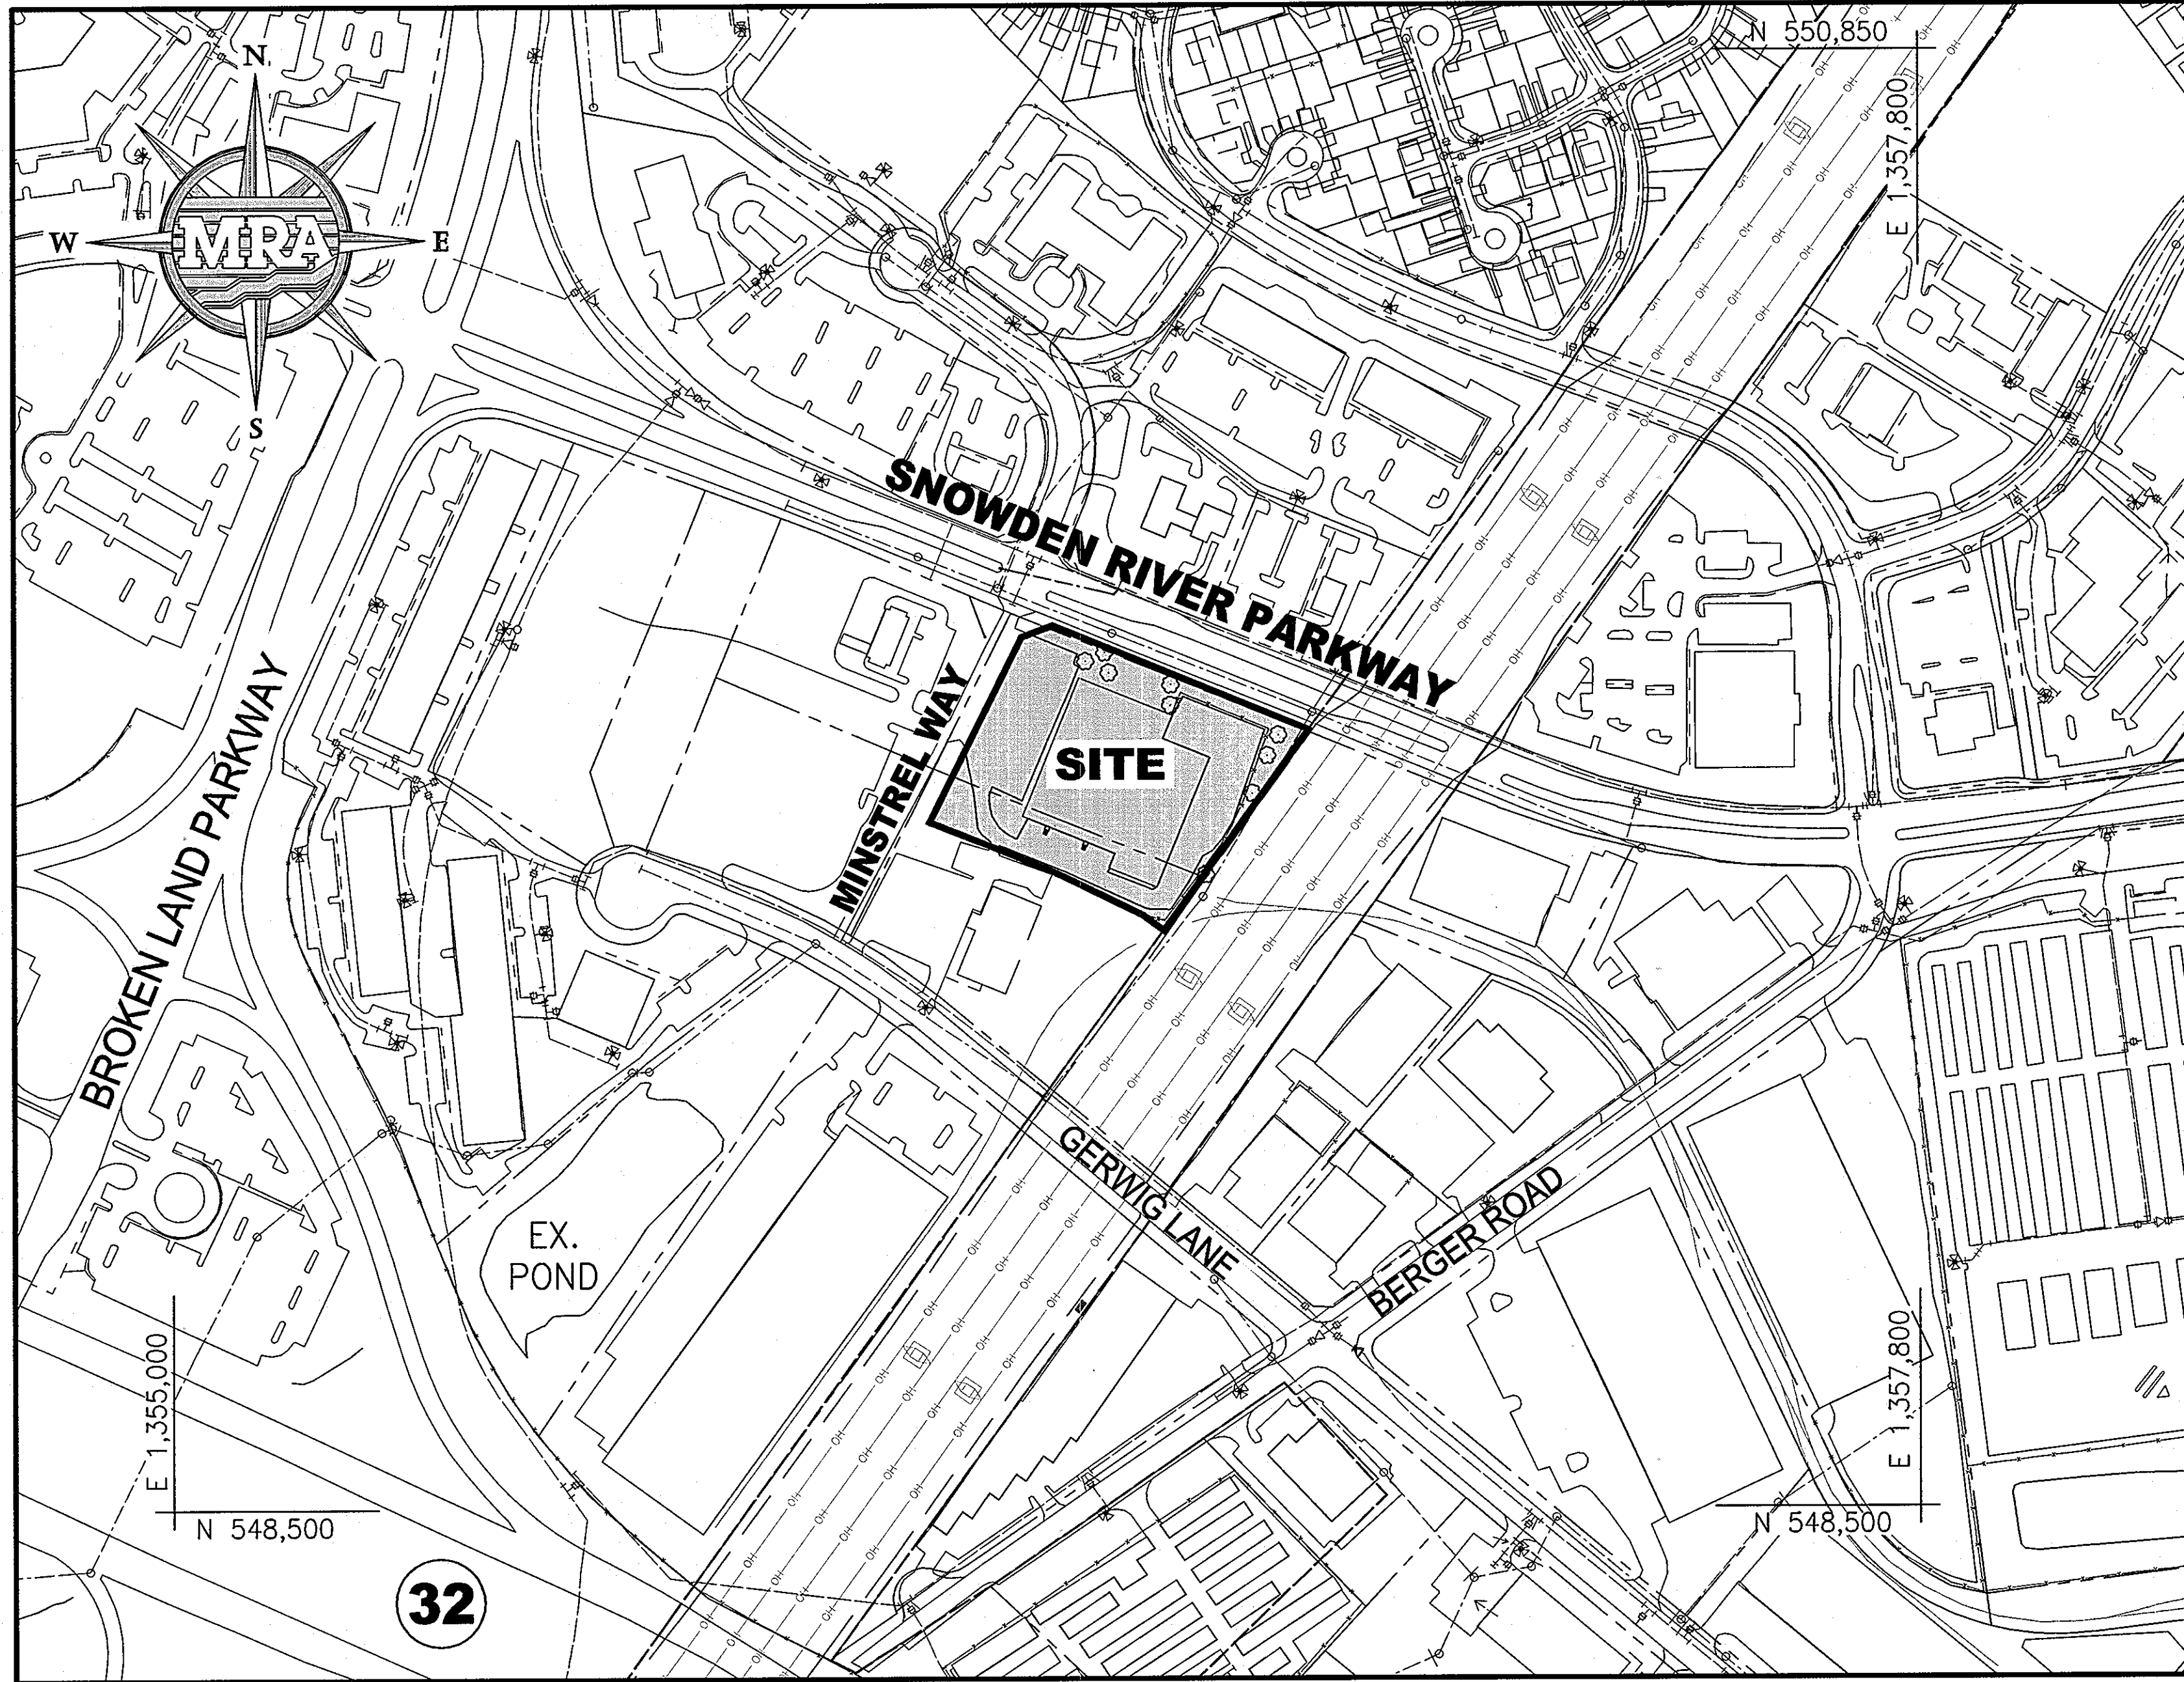 N 550,850
N
E 1,357,800
W
MRA
E
S
SNOWDEN RIVER PARKWAY
SITE
MINSTREL WAY
BROKEN LAND PARKWAY
GERWIG LANE
BERGER ROAD
EX.
POND
E 1,355,000
E 1,357,800
N 548,500
N 548,500
32